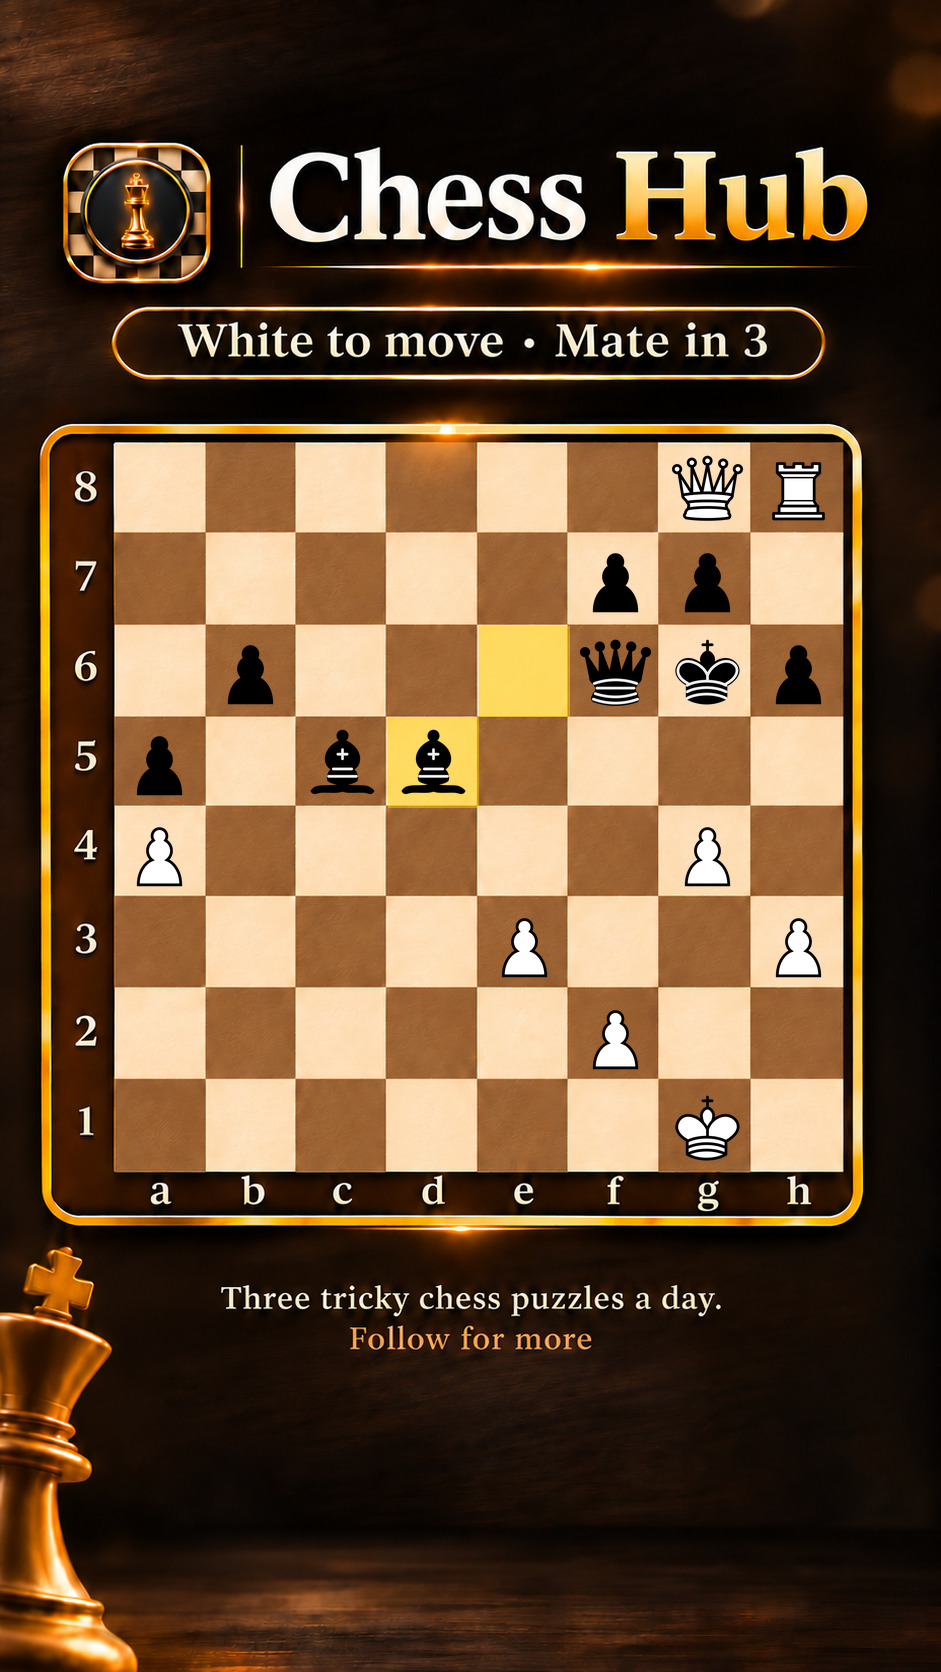 Chess Hub
White to move • Mate in 3
8
7
6
5
4
3
2
1
a b c d e f g h
Three tricky chess puzzles a day.
Follow for more